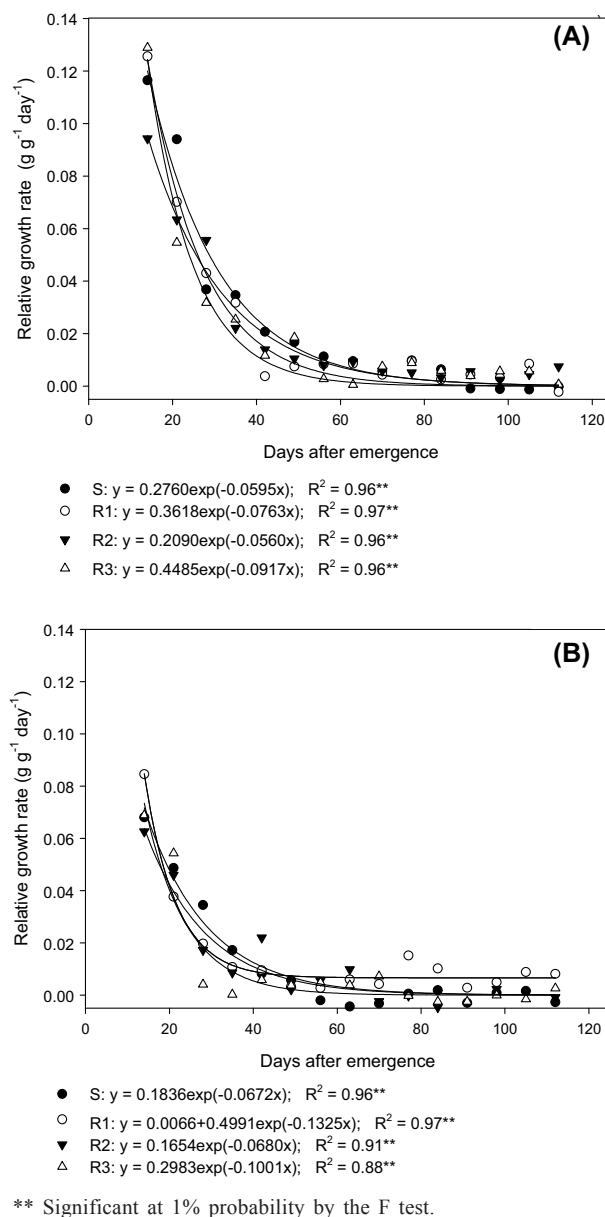 (A)
0.14
0.12
0.10
0.08
0.06
0.04
0.02
0.00
Relative growth rate (g g⁻¹ day⁻¹)
0 20 40 60 80 100 120
Days after emergence
● S: y = 0.2760exp(-0.0595x); R² = 0.96**
○ R1: y = 0.3618exp(-0.0763x); R² = 0.97**
▼ R2: y = 0.2090exp(-0.0560x); R² = 0.96**
△ R3: y = 0.4485exp(-0.0917x); R² = 0.96**
(B)
0.14
0.12
0.10
0.08
0.06
0.04
0.02
0.00
Relative growth rate (g g⁻¹ day⁻¹)
0 20 40 60 80 100 120
Days after emergence
● S: y = 0.1836exp(-0.0672x); R² = 0.96**
○ R1: y = 0.0066+0.4991exp(-0.1325x); R² = 0.97**
▼ R2: y = 0.1654exp(-0.0680x); R² = 0.91**
△ R3: y = 0.2983exp(-0.1001x); R² = 0.88**
** Significant at 1% probability by the F test.